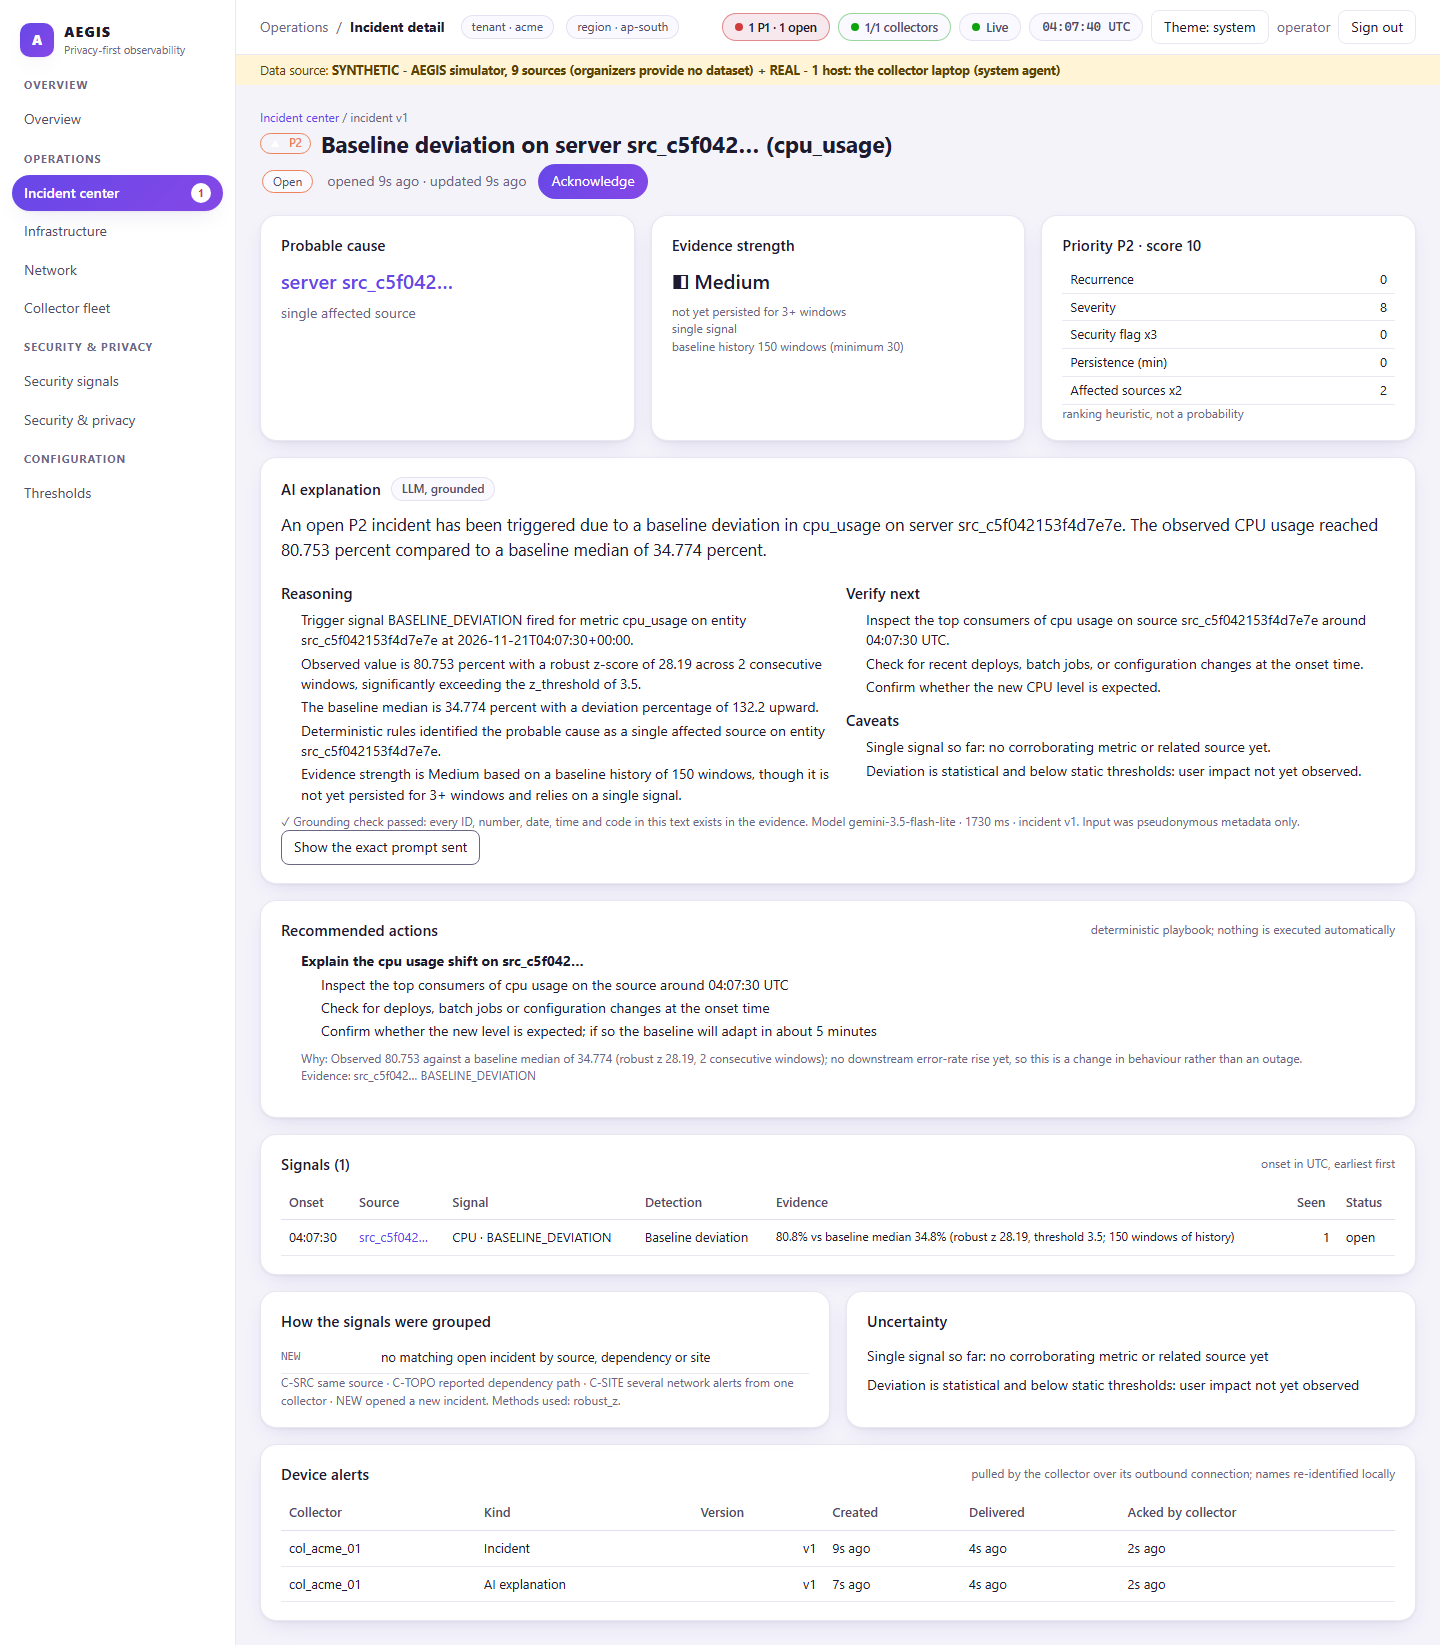 A
AEGIS
Privacy-first observability
OVERVIEW
Overview
OPERATIONS
Incident center
1
Infrastructure
Network
Collector fleet
SECURITY & PRIVACY
Security signals
Security & privacy
CONFIGURATION
Thresholds
Operations / Incident detail
tenant · acme
region · ap-south
1 P1 · 1 open
1/1 collectors
Live
04:07:40 UTC
Theme: system
operator
Sign out
Data source: SYNTHETIC - AEGIS simulator, 9 sources (organizers provide no dataset) + REAL - 1 host: the collector laptop (system agent)
Incident center / incident v1
P2
Baseline deviation on server src_c5f042… (cpu_usage)
Open
opened 9s ago · updated 9s ago
Acknowledge
Probable cause
server src_c5f042…
single affected source
Evidence strength
Medium
not yet persisted for 3+ windows
single signal
baseline history 150 windows (minimum 30)
Priority P2 · score 10
Recurrence 0
Severity 8
Security flag x3 0
Persistence (min) 0
Affected sources x2 2
ranking heuristic, not a probability
AI explanation
LLM, grounded
An open P2 incident has been triggered due to a baseline deviation in cpu_usage on server src_c5f042153f4d7e7e. The observed CPU usage reached
80.753 percent compared to a baseline median of 34.774 percent.
Reasoning
Trigger signal BASELINE_DEVIATION fired for metric cpu_usage on entity
src_c5f042153f4d7e7e at 2026-11-21T04:07:30+00:00.
Observed value is 80.753 percent with a robust z-score of 28.19 across 2 consecutive
windows, significantly exceeding the z_threshold of 3.5.
The baseline median is 34.774 percent with a deviation percentage of 132.2 upward.
Deterministic rules identified the probable cause as a single affected source on entity
src_c5f042153f4d7e7e.
Evidence strength is Medium based on a baseline history of 150 windows, though it is
not yet persisted for 3+ windows and relies on a single signal.
Verify next
Inspect the top consumers of cpu usage on source src_c5f042153f4d7e7e around
04:07:30 UTC.
Check for recent deploys, batch jobs, or configuration changes at the onset time.
Confirm whether the new CPU level is expected.
Caveats
Single signal so far: no corroborating metric or related source yet.
Deviation is statistical and below static thresholds: user impact not yet observed.
✓ Grounding check passed: every ID, number, date, time and code in this text exists in the evidence. Model gemini-3.5-flash-lite · 1730 ms · incident v1. Input was pseudonymous metadata only.
Show the exact prompt sent
Recommended actions
deterministic playbook; nothing is executed automatically
Explain the cpu usage shift on src_c5f042…
Inspect the top consumers of cpu usage on the source around 04:07:30 UTC
Check for deploys, batch jobs or configuration changes at the onset time
Confirm whether the new level is expected; if so the baseline will adapt in about 5 minutes
Why: Observed 80.753 against a baseline median of 34.774 (robust z 28.19, 2 consecutive windows); no downstream error-rate rise yet, so this is a change in behaviour rather than an outage.
Evidence: src_c5f042… BASELINE_DEVIATION
Signals (1)
onset in UTC, earliest first
Onset Source Signal Detection Evidence Seen Status
04:07:30 src_c5f042… CPU · BASELINE_DEVIATION Baseline deviation 80.8% vs baseline median 34.8% (robust z 28.19, threshold 3.5; 150 windows of history) 1 open
How the signals were grouped
NEW no matching open incident by source, dependency or site
C-SRC same source · C-TOPO reported dependency path · C-SITE several network alerts from one
collector · NEW opened a new incident. Methods used: robust_z.
Uncertainty
Single signal so far: no corroborating metric or related source yet
Deviation is statistical and below static thresholds: user impact not yet observed
Device alerts
pulled by the collector over its outbound connection; names re-identified locally
Collector Kind Version Created Delivered Acked by collector
col_acme_01 Incident v1 9s ago 4s ago 2s ago
col_acme_01 AI explanation v1 7s ago 4s ago 2s ago